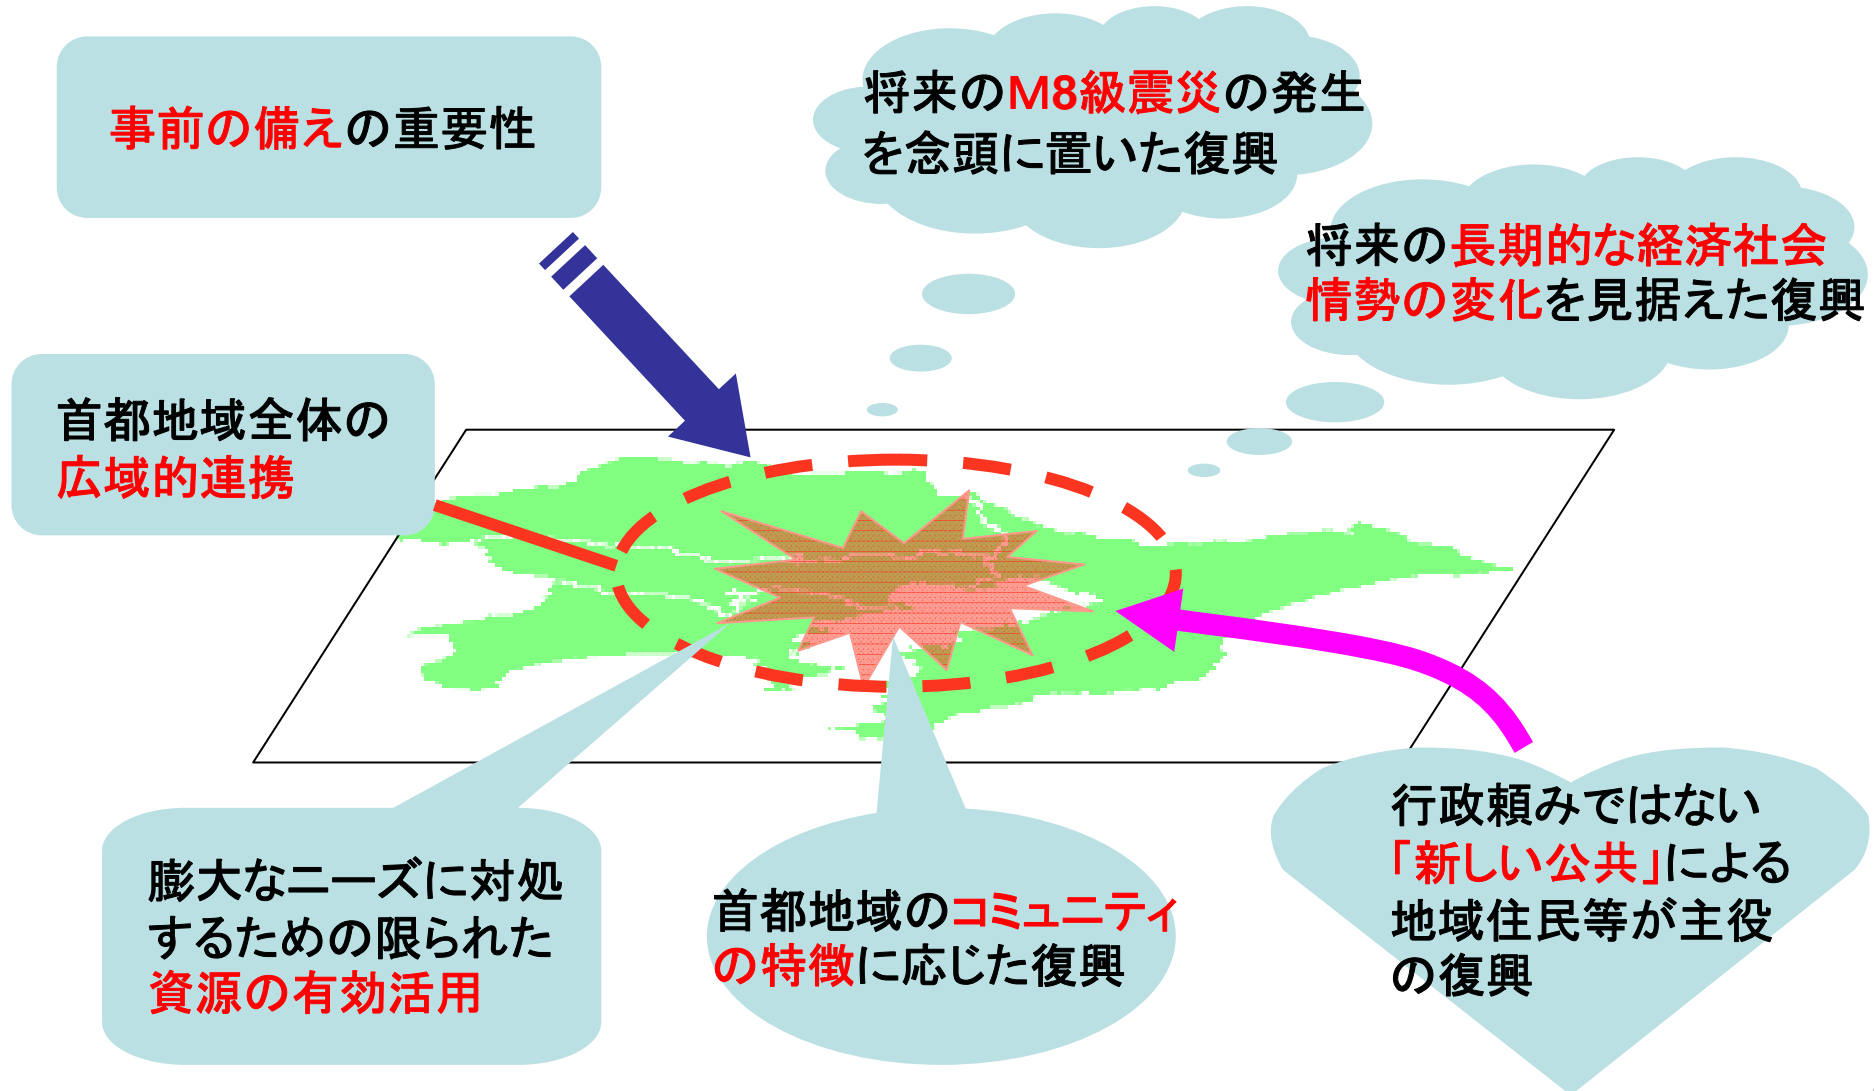 事前の備えの重要性
将来のM8級震災の発生
を念頭に置いた復興
将来の長期的な経済社会
情勢の変化を見据えた復興
首都地域全体の
広域的連携
膨大なニーズに対処
するための限られた
資源の有効活用
首都地域のコミュニティ
の特徴に応じた復興
行政頼みではない
「新しい公共」による
地域住民等が主役
の復興